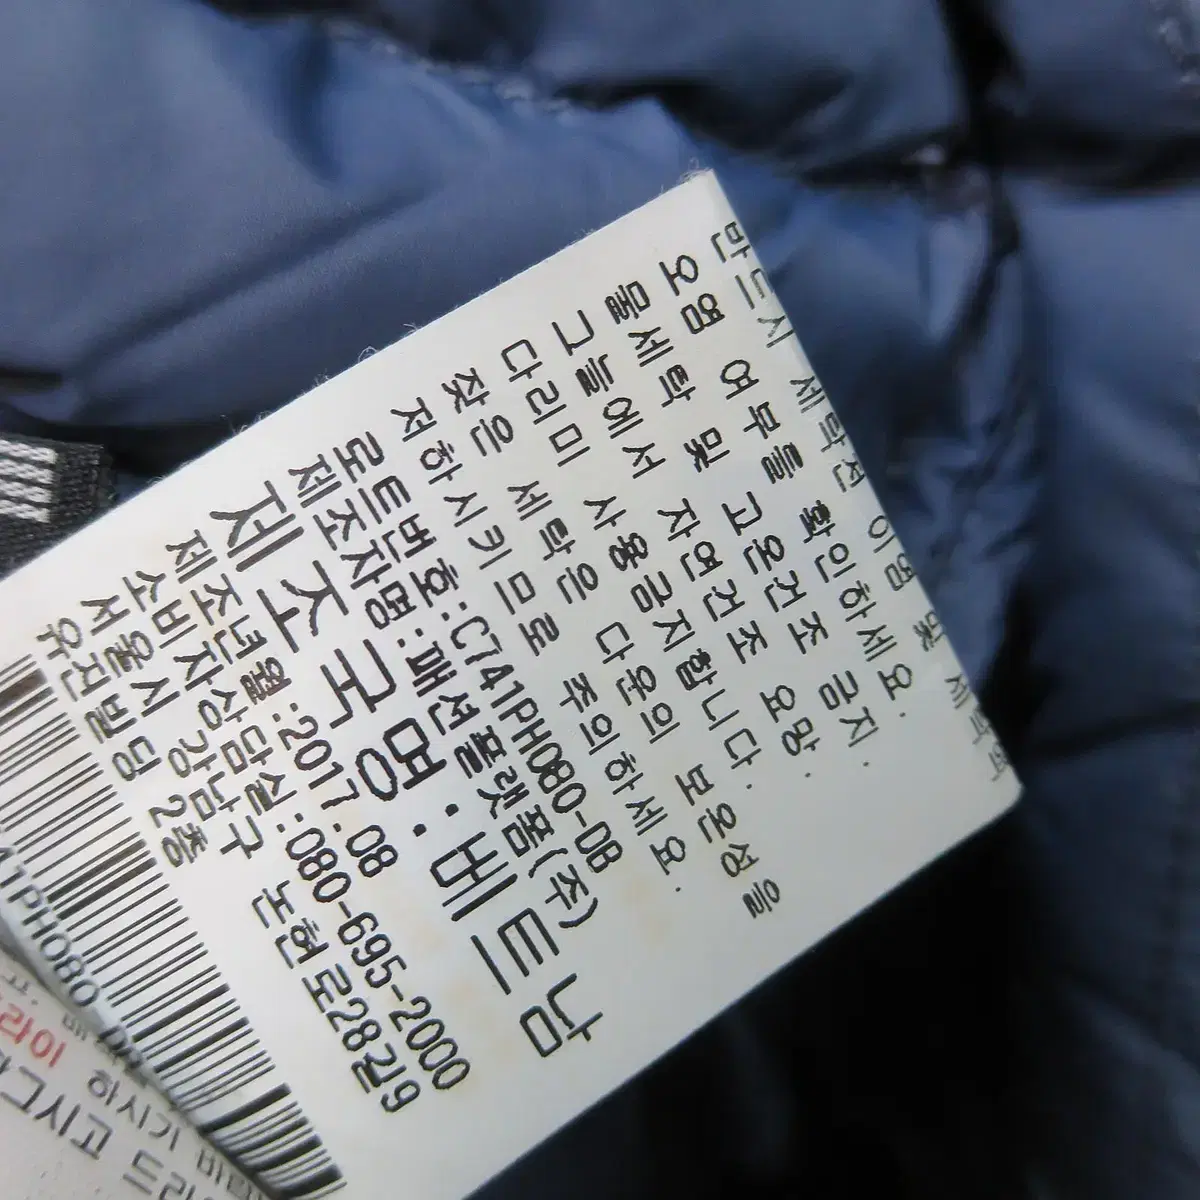 반드시 세탁전 이염 및 세탁전
오염 여부를 확인하세요.
물세탁 및 고온건조 금지.
그늘에서 자연건조 요망.
다리미 사용금지합니다.
잦은 세탁은 다운의 보온성을
저하시키므로 주의하세요.
로트번호:C741PH080-DB
제조자명:패션플랫폼(주)
제조국명:베트남
제조년월:2017.08
소비자상담실:080-695-2000
서울시 강남구 논현로28길9
우진빌딩 2층
41PH080